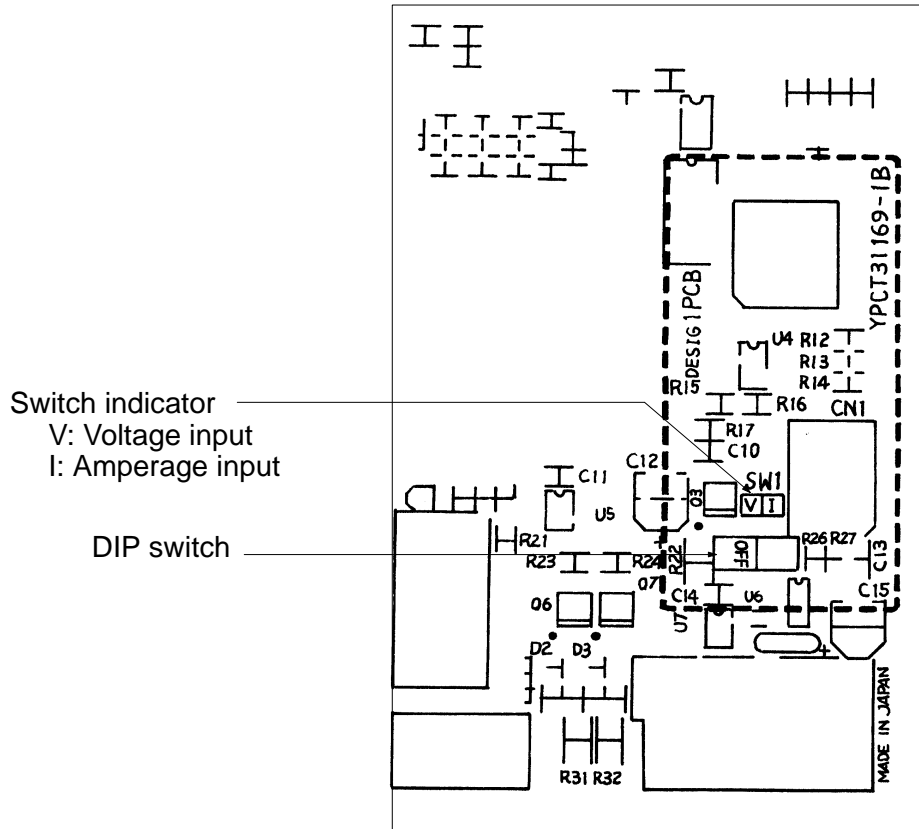 YPCT31169-1B
DESIG 1PCB
U4
R12
R13
R14
R15
R16
CN1
Switch indicator
V: Voltage input
I: Amperage input
R17
C10
C12
C11
SW1
Q3
V I
U5
DIP switch
R21
R23
R24
R22
OFF
R26 R27
C13
Q7
C14
U6
C15
Q6
U7
D2
D3
+
R31 R32
MADE IN JAPAN